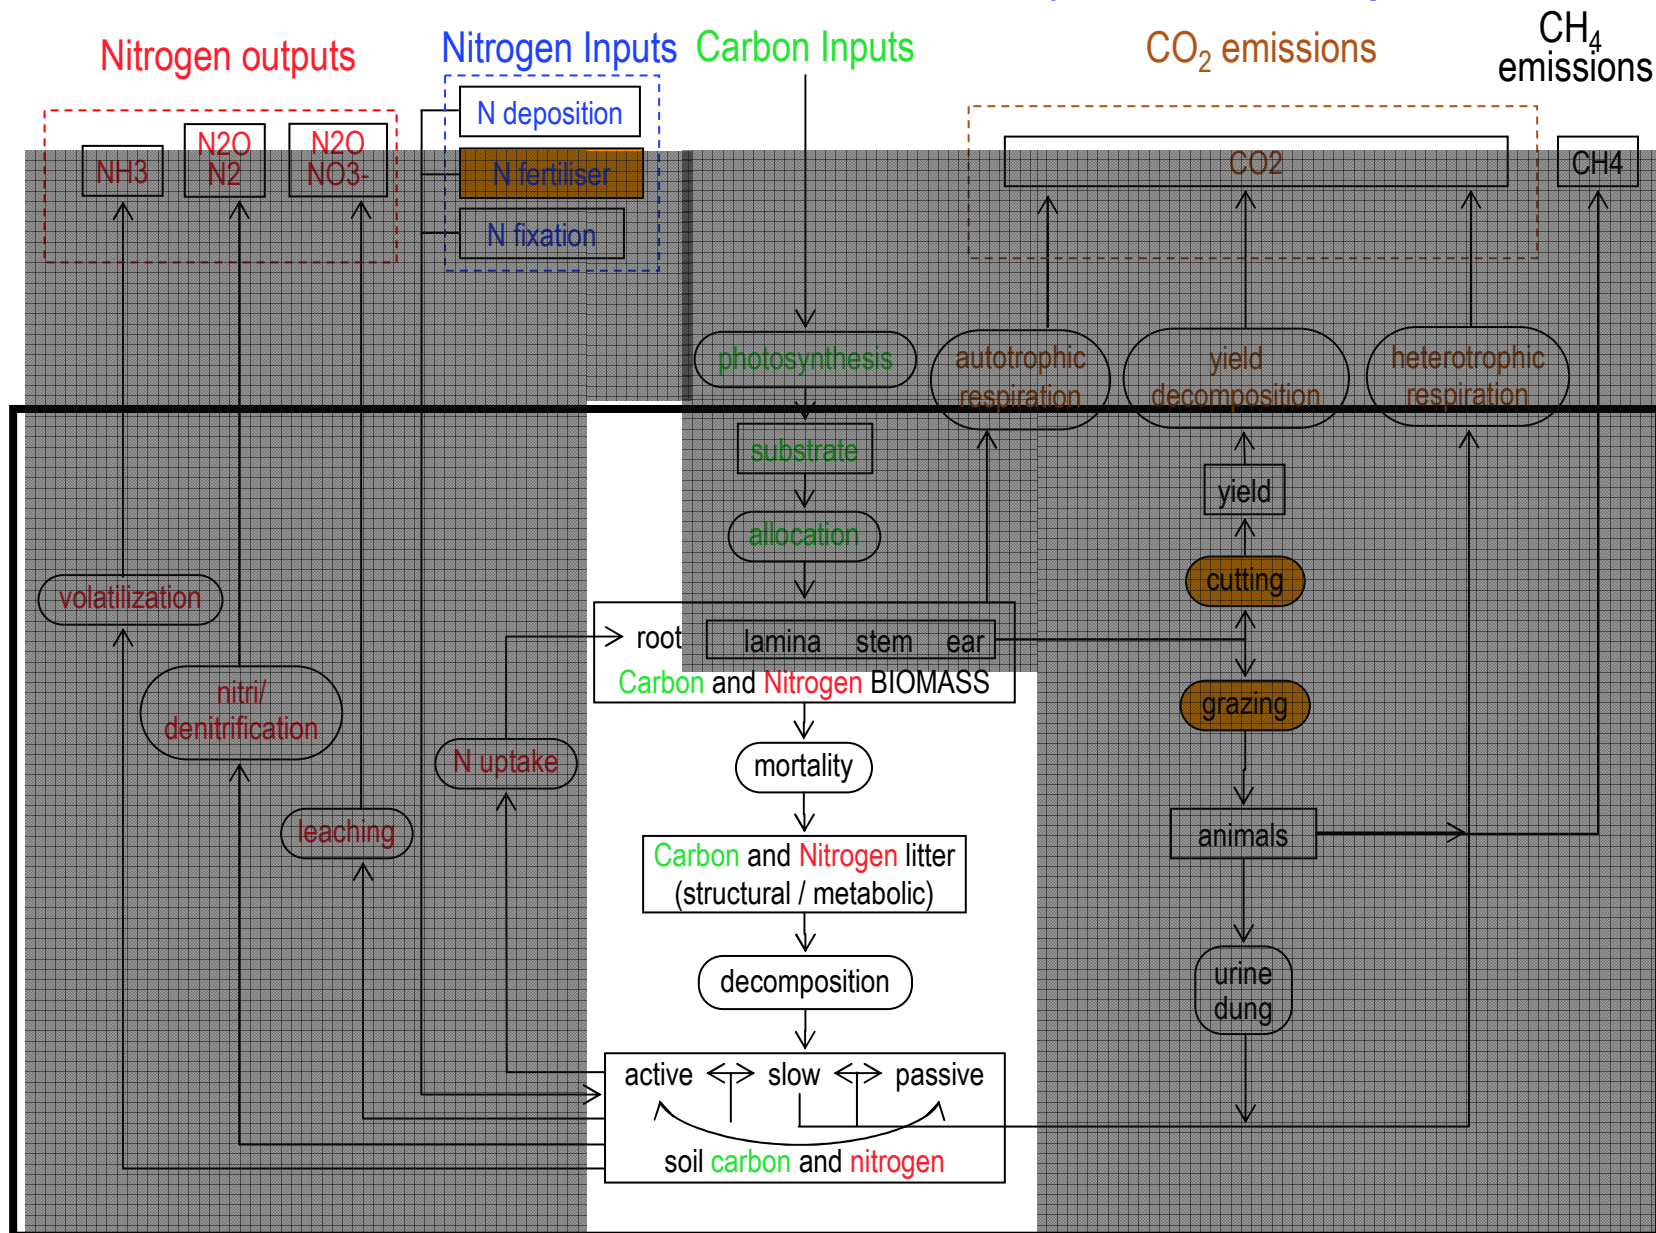 Nitrogen outputs
Nitrogen Inputs
Carbon Inputs
CO₂ emissions
CH₄
emissions
N deposition
N fertiliser
N fixation
NH3
N2O
N2
N2O
NO3-
CO2
CH4
photosynthesis
autotrophic
respiration
yield
decomposition
heterotrophic
respiration
substrate
yield
allocation
cutting
volatilization
root lamina stem ear
Carbon and Nitrogen BIOMASS
nitri/
denitrification
grazing
N uptake
mortality
leaching
animals
Carbon and Nitrogen litter
(structural / metabolic)
decomposition
urine
dung
active slow passive
soil carbon and nitrogen